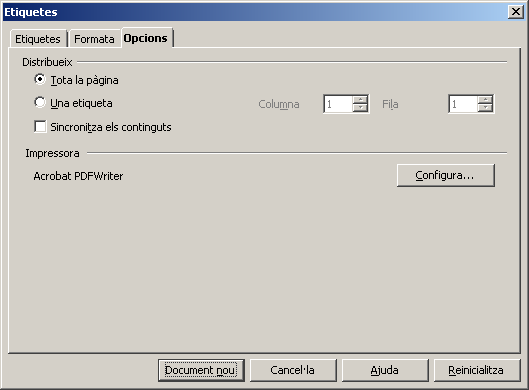 Etiquetes
Etiquetes Formata Opcions
Distribueix
Tota la pàgina
Una etiqueta Columna 1 Fila 1
Sincronitza els continguts
Impressora
Acrobat PDFWriter Configura...
Document nou Cancel·la Ajuda Reinicialitza